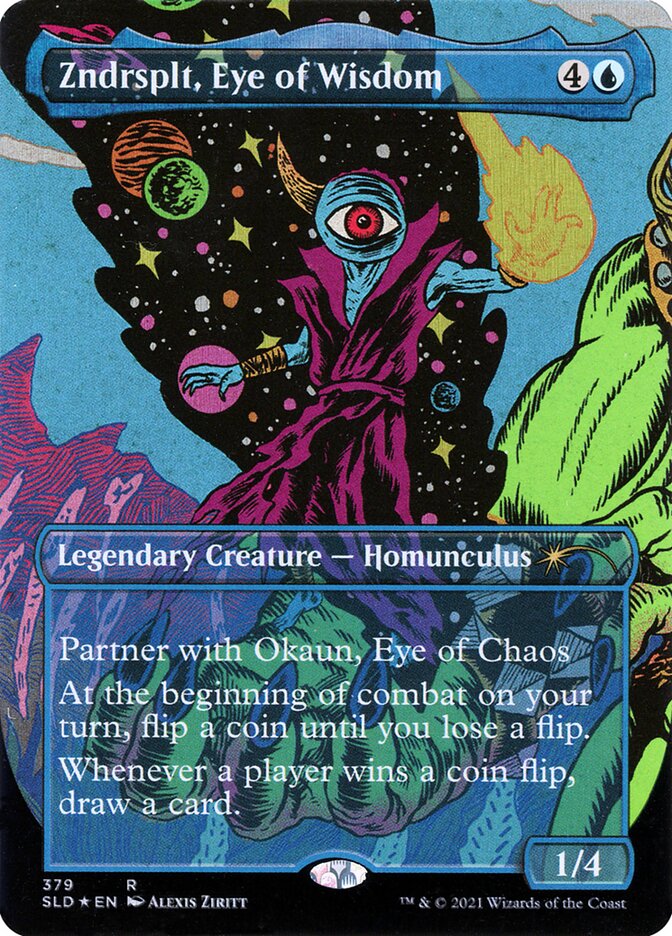 Zndrsplt, Eye of Wisdom 4
Legendary Creature — Homunculus
Partner with Okaun, Eye of Chaos
At the beginning of combat on your
turn, flip a coin until you lose a flip.
Whenever a player wins a coin flip,
draw a card.
1/4
379 R
SLD ★ EN ALEXIS ZIRITT
™ & © 2021 Wizards of the Coast